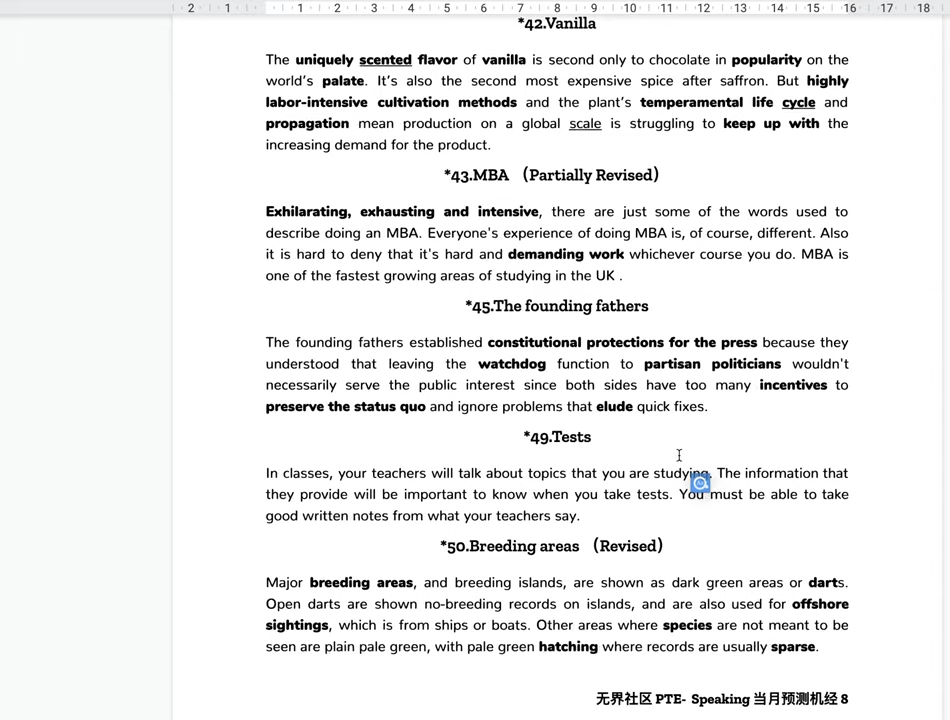 2 1 1 2 3 4 5 6 7 8 9 10 11 12 13 14 15 16 17 18
*42.Vanilla
The uniquely scented flavor of vanilla is second only to chocolate in popularity on the
world's palate. It's also the second most expensive spice after saffron. But highly
labor-intensive cultivation methods and the plant's temperamental life cycle and
propagation mean production on a global scale is struggling to keep up with the
increasing demand for the product.
*43.MBA （Partially Revised）
Exhilarating, exhausting and intensive, there are just some of the words used to
describe doing an MBA. Everyone's experience of doing MBA is, of course, different. Also
it is hard to deny that it's hard and demanding work whichever course you do. MBA is
one of the fastest growing areas of studying in the UK .
*45.The founding fathers
The founding fathers established constitutional protections for the press because they
understood that leaving the watchdog function to partisan politicians wouldn't
necessarily serve the public interest since both sides have too many incentives to
preserve the status quo and ignore problems that elude quick fixes.
*49.Tests
In classes, your teachers will talk about topics that you are studying. The information that
they provide will be important to know when you take tests. You must be able to take
good written notes from what your teachers say.
*50.Breeding areas （Revised）
Major breeding areas, and breeding islands, are shown as dark green areas or darts.
Open darts are shown no-breeding records on islands, and are also used for offshore
sightings, which is from ships or boats. Other areas where species are not meant to be
seen are plain pale green, with pale green hatching where records are usually sparse.
无界社区 PTE- Speaking 当月预测机经 8